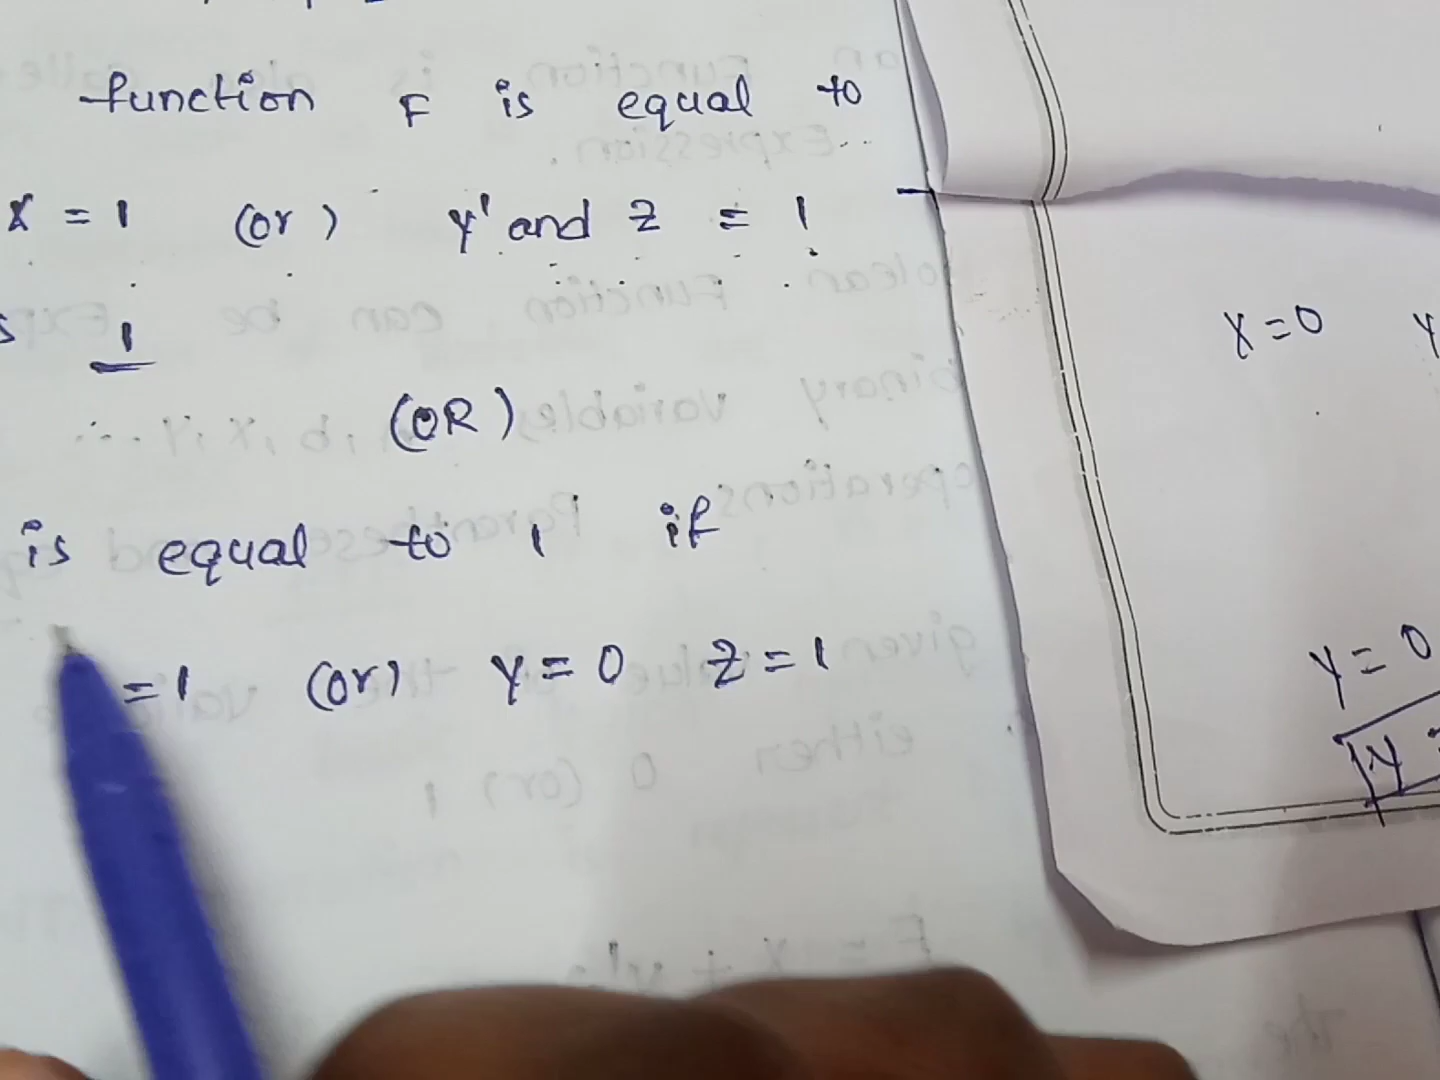 function F is equal to
X = 1 (or) y' and z = 1
1
(OR)
is equal to 1 if
= 1 (or) y = 0 z = 1
X = 0 y
y = 0
y